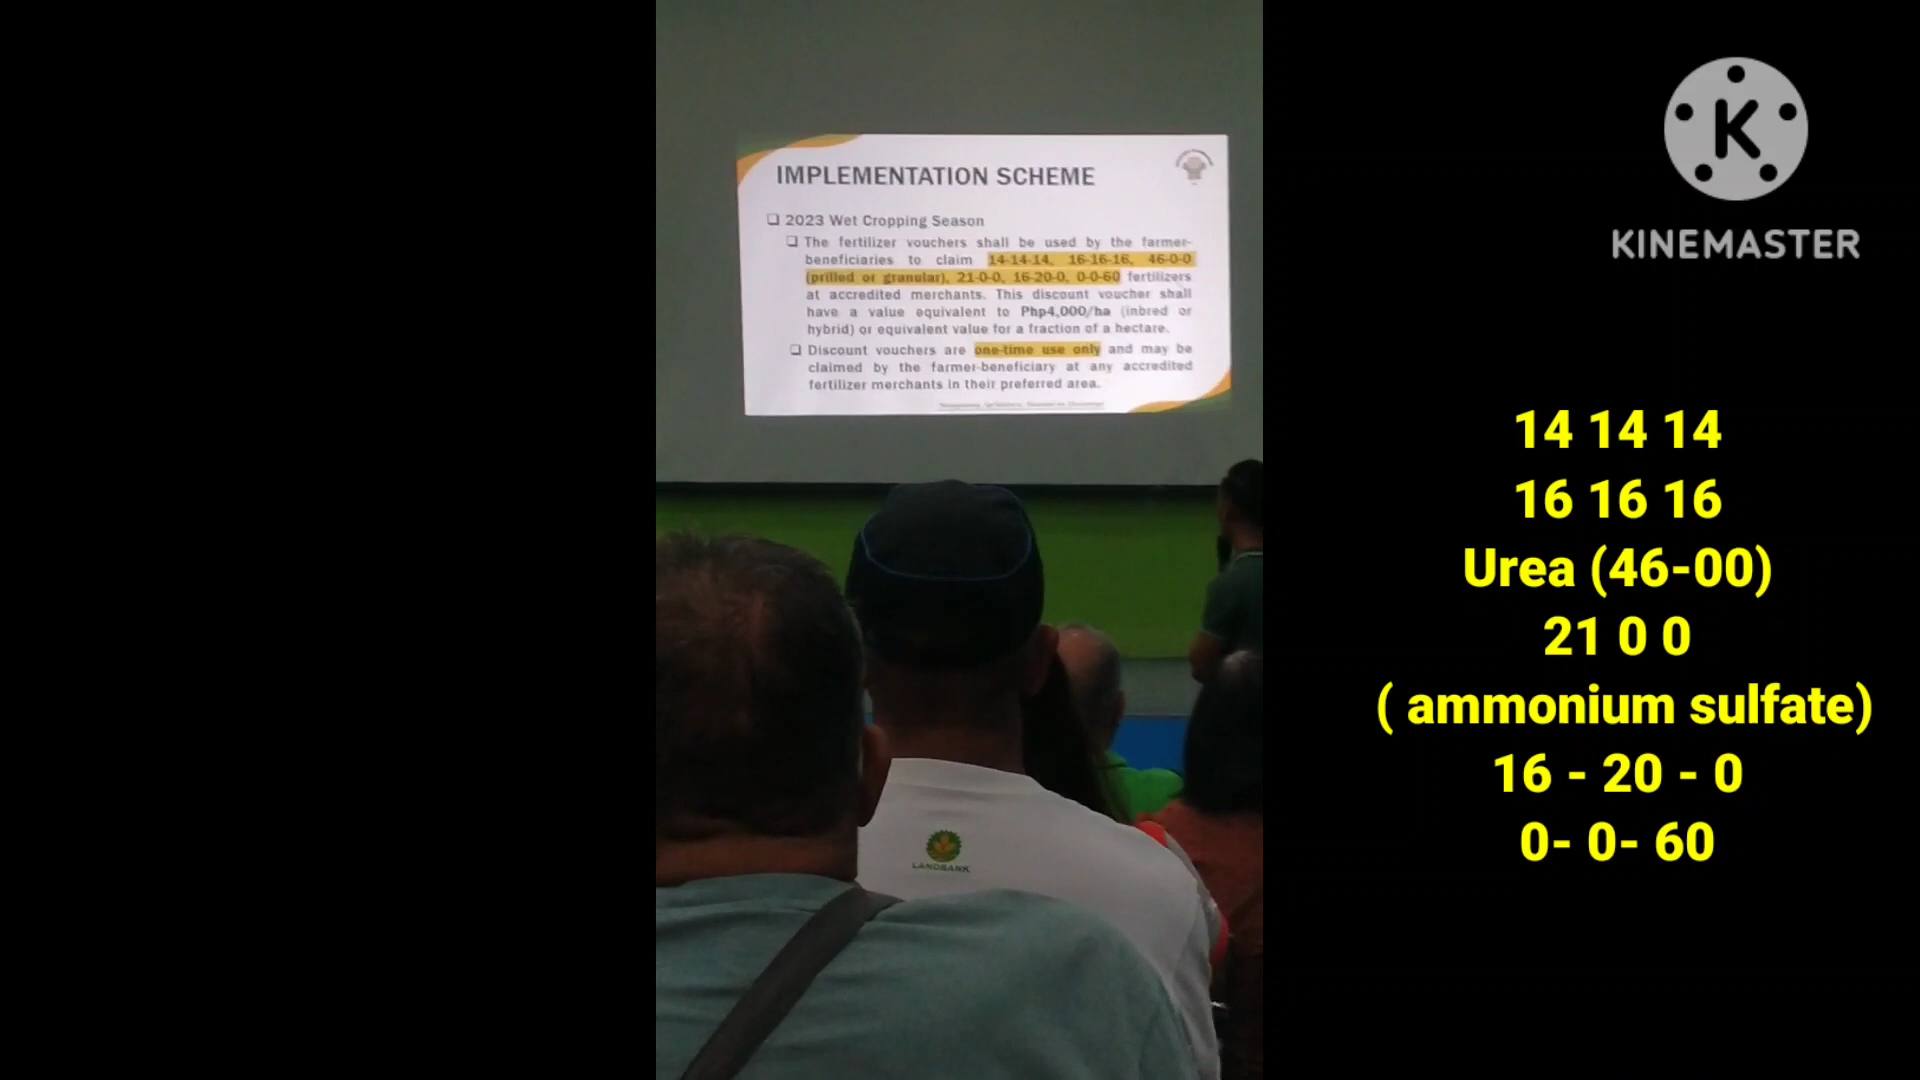 IMPLEMENTATION SCHEME
❑ 2023 Wet Cropping Season
❑ The fertilizer vouchers shall be used by the farmer-
beneficiaries to claim 14-14-14, 16-16-16, 46-0-0
(prilled or granular), 21-0-0, 16-20-0, 0-0-60 fertilizers
at accredited merchants. This discount voucher shall
have a value equivalent to Php4,000/ha (inbred or
hybrid) or equivalent value for a fraction of a hectare.
❑ Discount vouchers are one-time use only and may be
claimed by the farmer-beneficiary at any accredited
fertilizer merchants in their preferred area.
LANDBANK
K
KINEMASTER
14 14 14
16 16 16
Urea (46-00)
21 0 0
( ammonium sulfate)
16 - 20 - 0
0- 0- 60